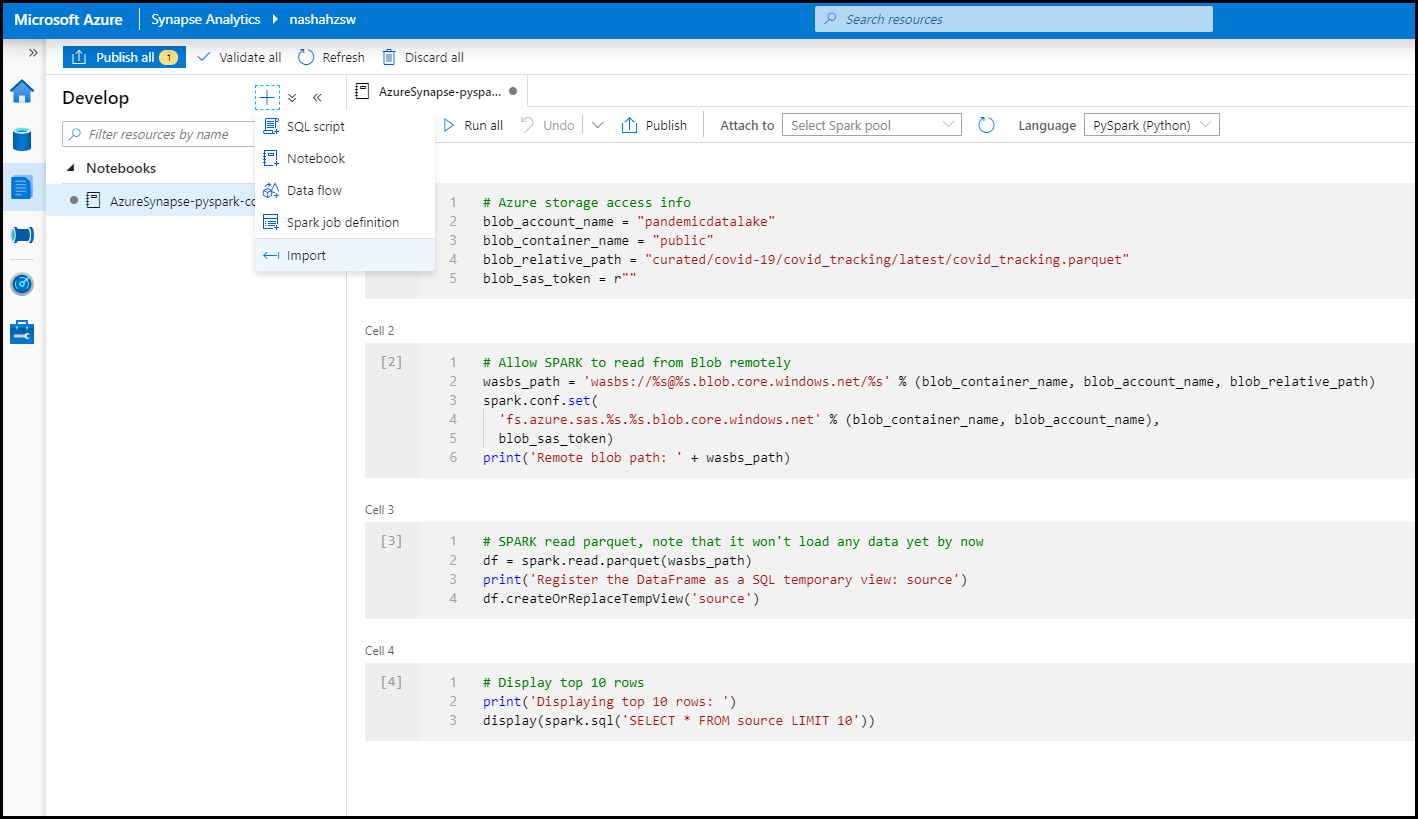 Microsoft Azure Synapse Analytics nashahzsw Search resources
Publish all 1 Validate all Refresh Discard all
Develop
AzureSynapse-pyspa...
Filter resources by name
Notebooks
AzureSynapse-pyspark-co
SQL script
Notebook
Data flow
Spark job definition
Import
Run all Undo Publish Attach to Select Spark pool Language PySpark (Python)
1 # Azure storage access info
2 blob_account_name = "pandemicdatalake"
3 blob_container_name = "public"
4 blob_relative_path = "curated/covid-19/covid_tracking/latest/covid_tracking.parquet"
5 blob_sas_token = r""
Cell 2
[2] 1 # Allow SPARK to read from Blob remotely
2 wasbs_path = 'wasbs://%s@%s.blob.core.windows.net/%s' % (blob_container_name, blob_account_name, blob_relative_path)
3 spark.conf.set(
4 'fs.azure.sas.%s.%s.blob.core.windows.net' % (blob_container_name, blob_account_name),
5 blob_sas_token)
6 print('Remote blob path: ' + wasbs_path)
Cell 3
[3] 1 # SPARK read parquet, note that it won't load any data yet by now
2 df = spark.read.parquet(wasbs_path)
3 print('Register the DataFrame as a SQL temporary view: source')
4 df.createOrReplaceTempView('source')
Cell 4
[4] 1 # Display top 10 rows
2 print('Displaying top 10 rows: ')
3 display(spark.sql('SELECT * FROM source LIMIT 10'))